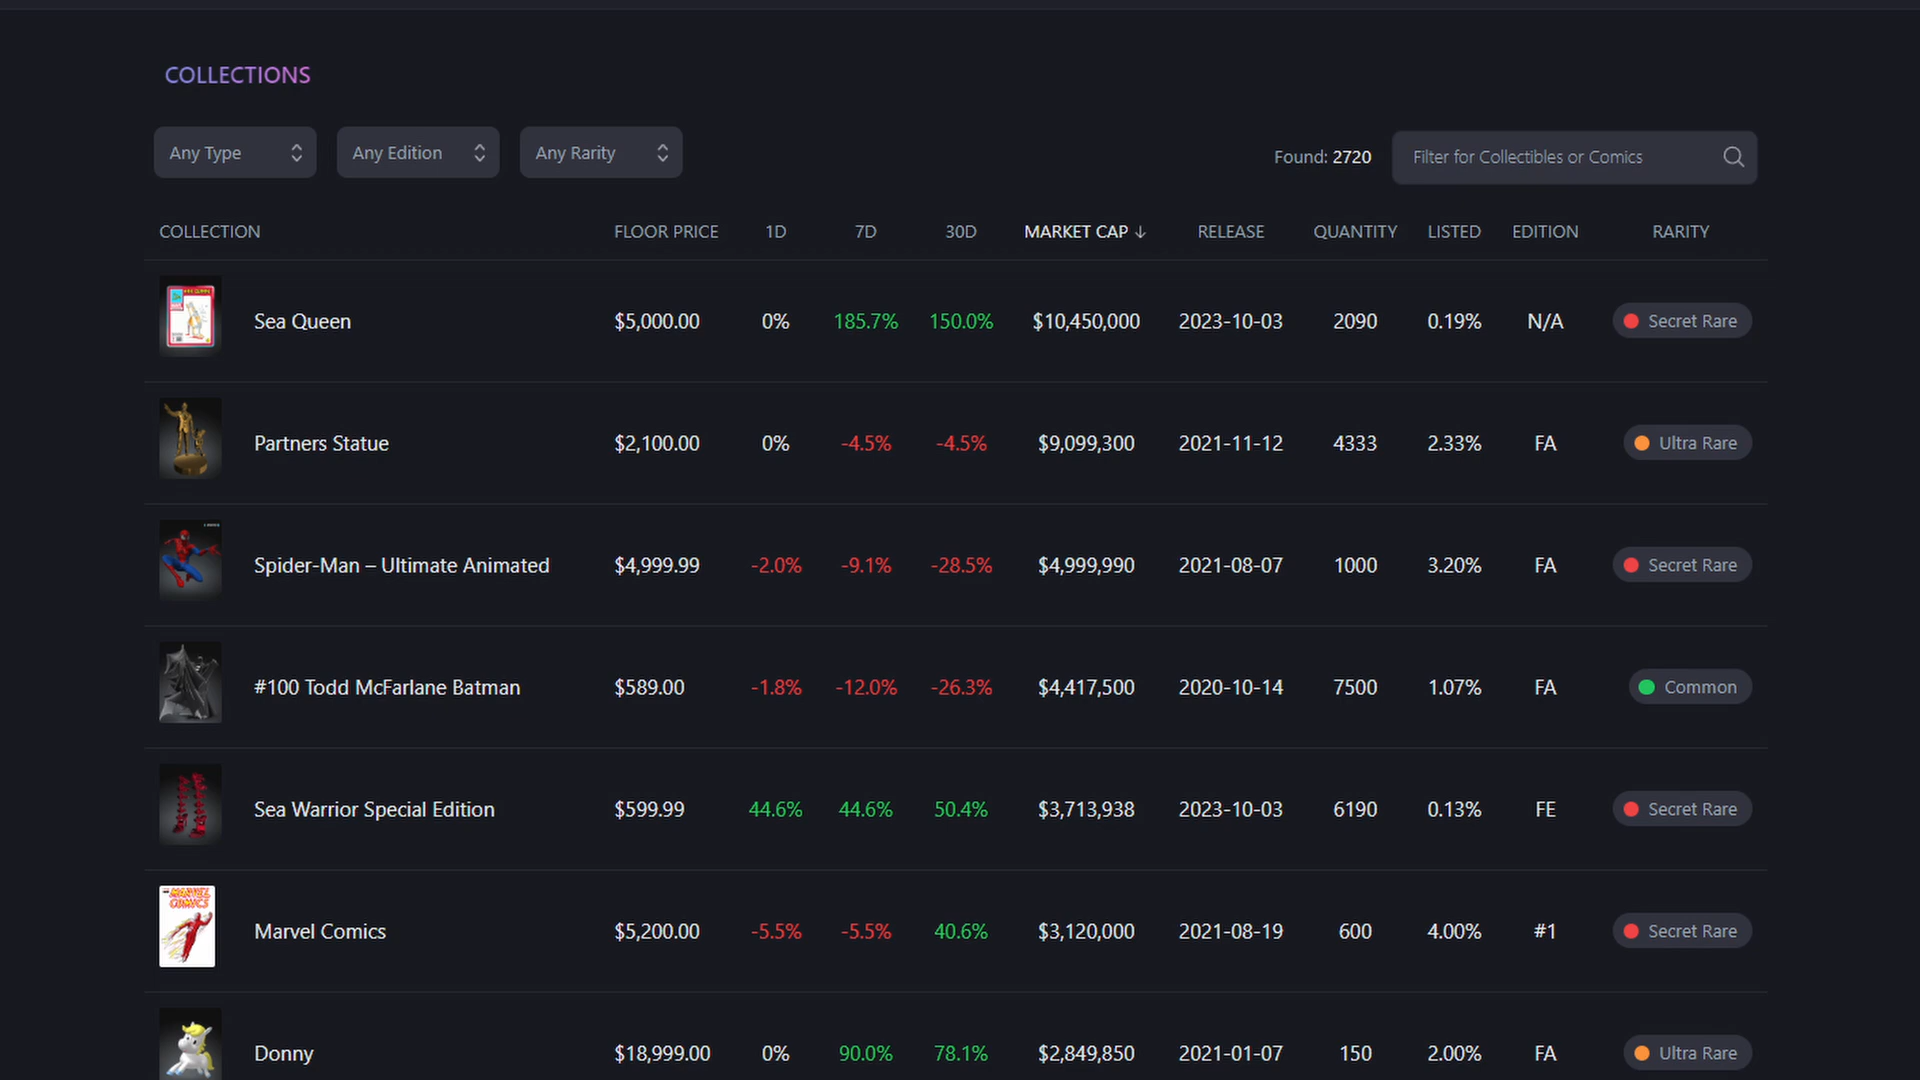 COLLECTIONS
Any Type
Any Edition
Any Rarity
Found: 2720
Filter for Collectibles or Comics
COLLECTION FLOOR PRICE 1D 7D 30D MARKET CAP ↓ RELEASE QUANTITY LISTED EDITION RARITY
Sea Queen $5,000.00 0% 185.7% 150.0% $10,450,000 2023-10-03 2090 0.19% N/A Secret Rare
Partners Statue $2,100.00 0% -4.5% -4.5% $9,099,300 2021-11-12 4333 2.33% FA Ultra Rare
Spider-Man – Ultimate Animated $4,999.99 -2.0% -9.1% -28.5% $4,999,990 2021-08-07 1000 3.20% FA Secret Rare
#100 Todd McFarlane Batman $589.00 -1.8% -12.0% -26.3% $4,417,500 2020-10-14 7500 1.07% FA Common
Sea Warrior Special Edition $599.99 44.6% 44.6% 50.4% $3,713,938 2023-10-03 6190 0.13% FE Secret Rare
MARVEL
COMICS
Marvel Comics $5,200.00 -5.5% -5.5% 40.6% $3,120,000 2021-08-19 600 4.00% #1 Secret Rare
Donny $18,999.00 0% 90.0% 78.1% $2,849,850 2021-01-07 150 2.00% FA Ultra Rare